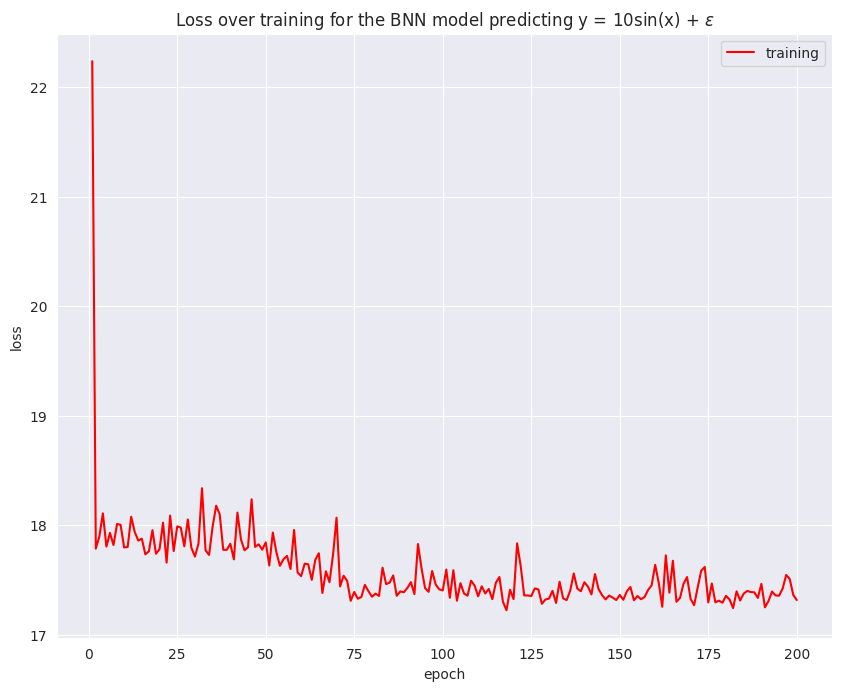 Loss over training for the BNN model predicting y = 10sin(x) + ε
training
22
21
20
19
18
17
loss
0 25 50 75 100 125 150 175 200
epoch